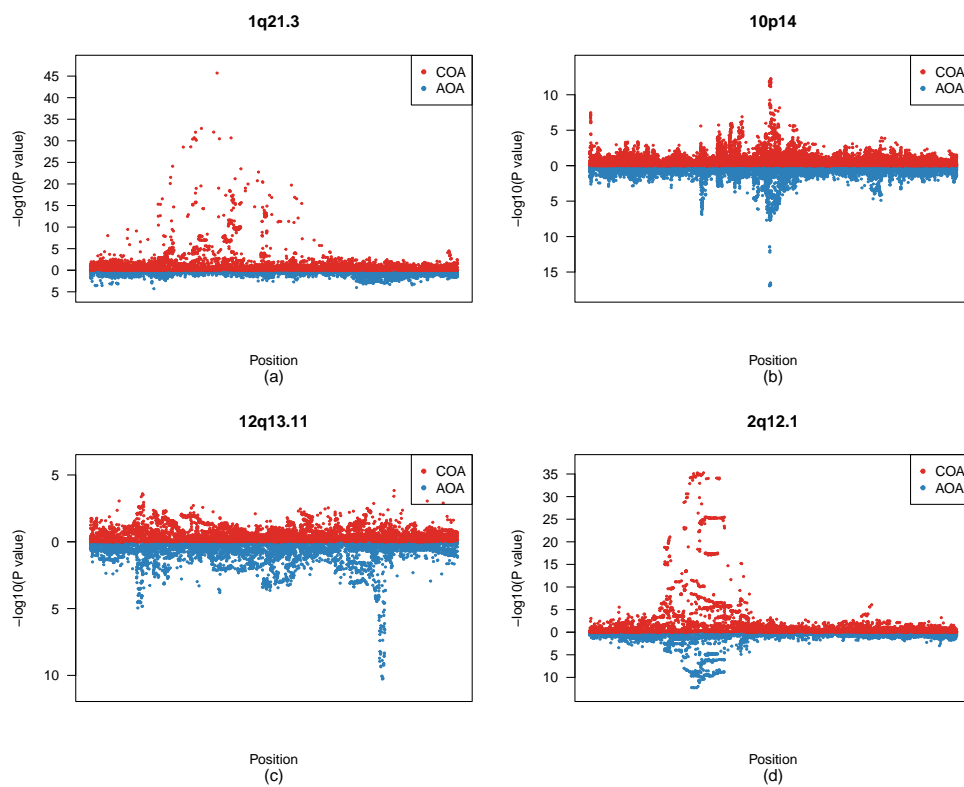 1q21.3
−log10(P value)
45
40
35
30
25
20
15
10
5
0
5
COA
AOA
Position
(a)
10p14
−log10(P value)
10
5
0
5
10
15
COA
AOA
Position
(b)
12q13.11
−log10(P value)
5
0
5
10
COA
AOA
Position
(c)
2q12.1
−log10(P value)
35
30
25
20
15
10
5
0
5
10
COA
AOA
Position
(d)